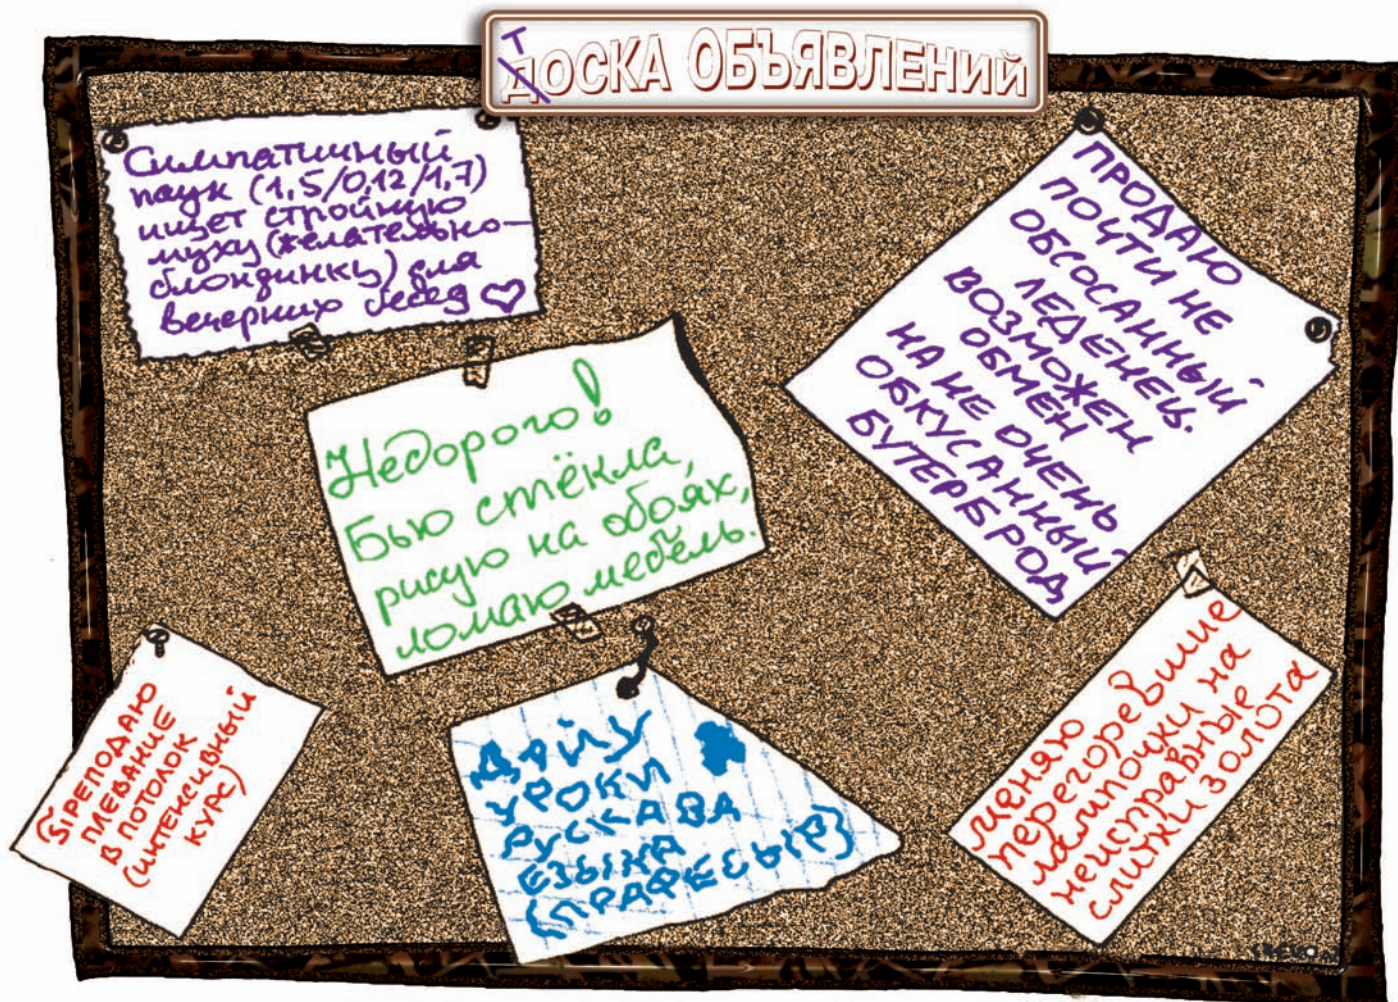 ТДОСКА ОБЪЯВЛЕНИЙ
Симпатичный
паук (1,5/0,12/1,7)
ищет стройную
муху (желательно —
блондинку) для
вечерних бесед
ПРОДАЮ
ПОЧТИ НЕ
ОБСОСАННЫЙ
ЛЕДЕНЕЦ.
ВОЗМОЖЕН
ОБМЕН
НА НЕ ОЧЕНЬ
ОБКУСАННЫЙ
БУТЕРБРОД
Недорого!
Бью стёкла,
рисую на обоях,
ломаю мебель.
ПРЕПОДАЮ
ПЛЕВАНИЕ
В ПОТОЛОК
(ИНТЕНСИВНЫЙ
КУРС)
ДАЙУ
УРОКИ
РУСКАВА
ЕЗЫКА
(ПРАФЕСЫР)
меняю
перегоревшие
лампочки на
неисправные
слитки золота